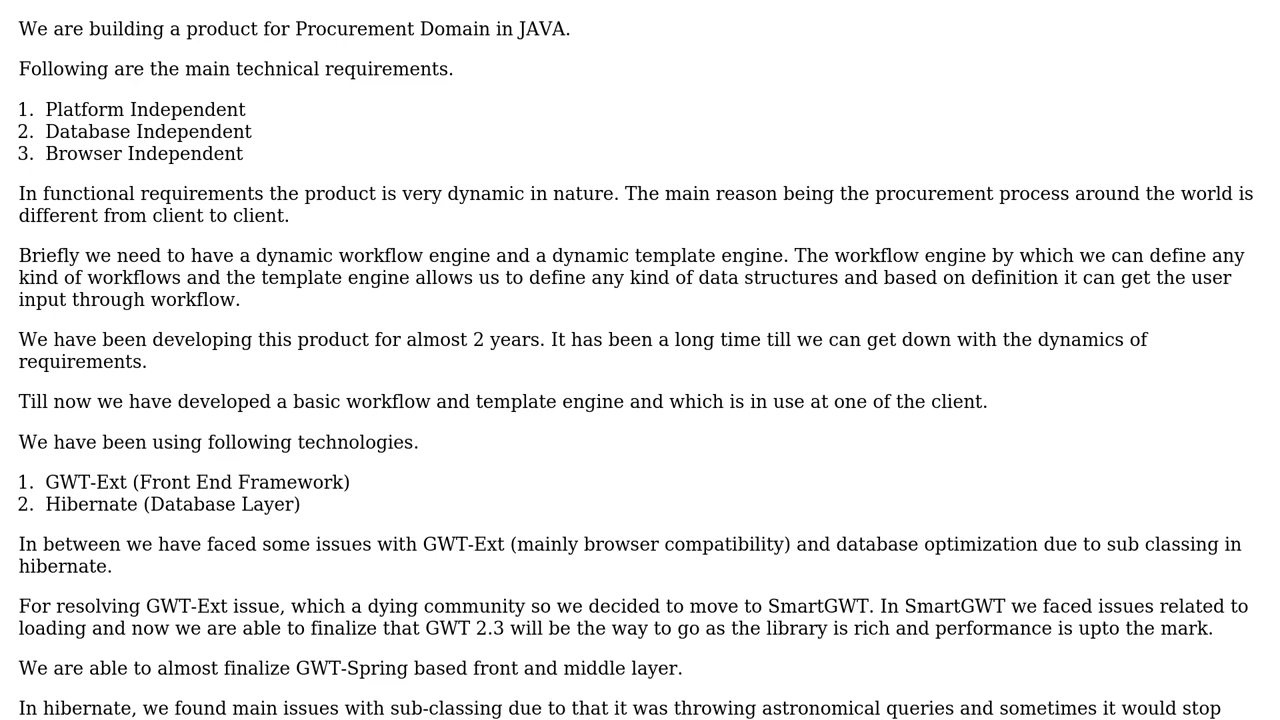 We are building a product for Procurement Domain in JAVA.
Following are the main technical requirements.
1. Platform Independent
2. Database Independent
3. Browser Independent
In functional requirements the product is very dynamic in nature. The main reason being the procurement process around the world is
different from client to client.
Briefly we need to have a dynamic workflow engine and a dynamic template engine. The workflow engine by which we can define any
kind of workflows and the template engine allows us to define any kind of data structures and based on definition it can get the user
input through workflow.
We have been developing this product for almost 2 years. It has been a long time till we can get down with the dynamics of
requirements.
Till now we have developed a basic workflow and template engine and which is in use at one of the client.
We have been using following technologies.
1. GWT-Ext (Front End Framework)
2. Hibernate (Database Layer)
In between we have faced some issues with GWT-Ext (mainly browser compatibility) and database optimization due to sub classing in
hibernate.
For resolving GWT-Ext issue, which a dying community so we decided to move to SmartGWT. In SmartGWT we faced issues related to
loading and now we are able to finalize that GWT 2.3 will be the way to go as the library is rich and performance is upto the mark.
We are able to almost finalize GWT-Spring based front and middle layer.
In hibernate, we found main issues with sub-classing due to that it was throwing astronomical queries and sometimes it would stop